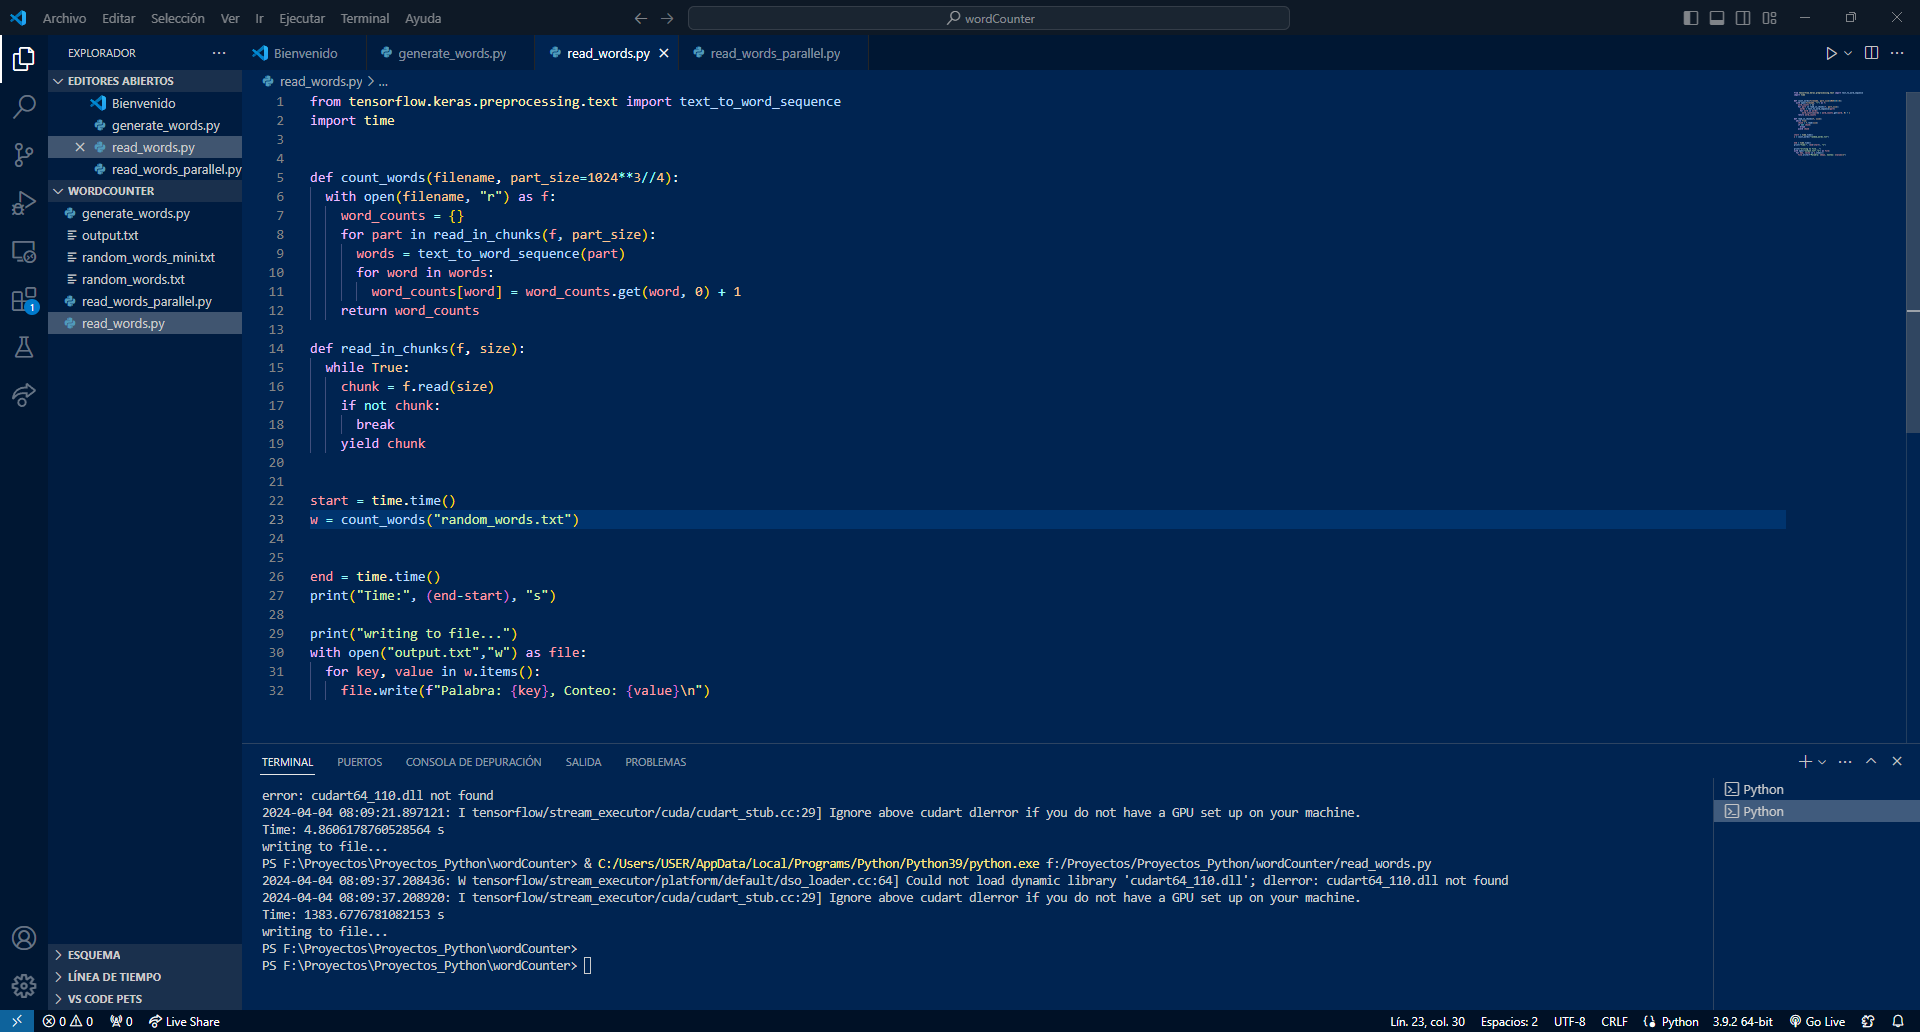 Archivo Editar Selección Ver Ir Ejecutar Terminal Ayuda
wordCounter
EXPLORADOR
EDITORES ABIERTOS
Bienvenido
generate_words.py
read_words.py
read_words_parallel.py
WORDCOUNTER
generate_words.py
output.txt
random_words_mini.txt
random_words.txt
read_words_parallel.py
read_words.py
1
ESQUEMA
LÍNEA DE TIEMPO
VS CODE PETS
Bienvenido generate_words.py read_words.py read_words_parallel.py
read_words.py > ...
1 from tensorflow.keras.preprocessing.text import text_to_word_sequence
2 import time
3
4
5 def count_words(filename, part_size=1024**3//4):
6 with open(filename, "r") as f:
7 word_counts = {}
8 for part in read_in_chunks(f, part_size):
9 words = text_to_word_sequence(part)
10 for word in words:
11 word_counts[word] = word_counts.get(word, 0) + 1
12 return word_counts
13
14 def read_in_chunks(f, size):
15 while True:
16 chunk = f.read(size)
17 if not chunk:
18 break
19 yield chunk
20
21
22 start = time.time()
23 w = count_words("random_words.txt")
24
25
26 end = time.time()
27 print("Time:", (end-start), "s")
28
29 print("writing to file...")
30 with open("output.txt","w") as file:
31 for key, value in w.items():
32 file.write(f"Palabra: {key}, Conteo: {value}\n")
TERMINAL PUERTOS CONSOLA DE DEPURACIÓN SALIDA PROBLEMAS
error: cudart64_110.dll not found
2024-04-04 08:09:21.897121: I tensorflow/stream_executor/cuda/cudart_stub.cc:29] Ignore above cudart dlerror if you do not have a GPU set up on your machine.
Time: 4.8606178760528564 s
writing to file...
PS F:\Proyectos\Proyectos_Python\wordCounter> & C:/Users/USER/AppData/Local/Programs/Python/Python39/python.exe f:/Proyectos/Proyectos_Python/wordCounter/read_words.py
2024-04-04 08:09:37.208436: W tensorflow/stream_executor/platform/default/dso_loader.cc:64] Could not load dynamic library 'cudart64_110.dll'; dlerror: cudart64_110.dll not found
2024-04-04 08:09:37.208920: I tensorflow/stream_executor/cuda/cudart_stub.cc:29] Ignore above cudart dlerror if you do not have a GPU set up on your machine.
Time: 1383.6776781082153 s
writing to file...
PS F:\Proyectos\Proyectos_Python\wordCounter>
PS F:\Proyectos\Proyectos_Python\wordCounter>
Python
Python
0 0 0 Live Share
Lín. 23, col. 30 Espacios: 2 UTF-8 CRLF Python 3.9.2 64-bit Go Live